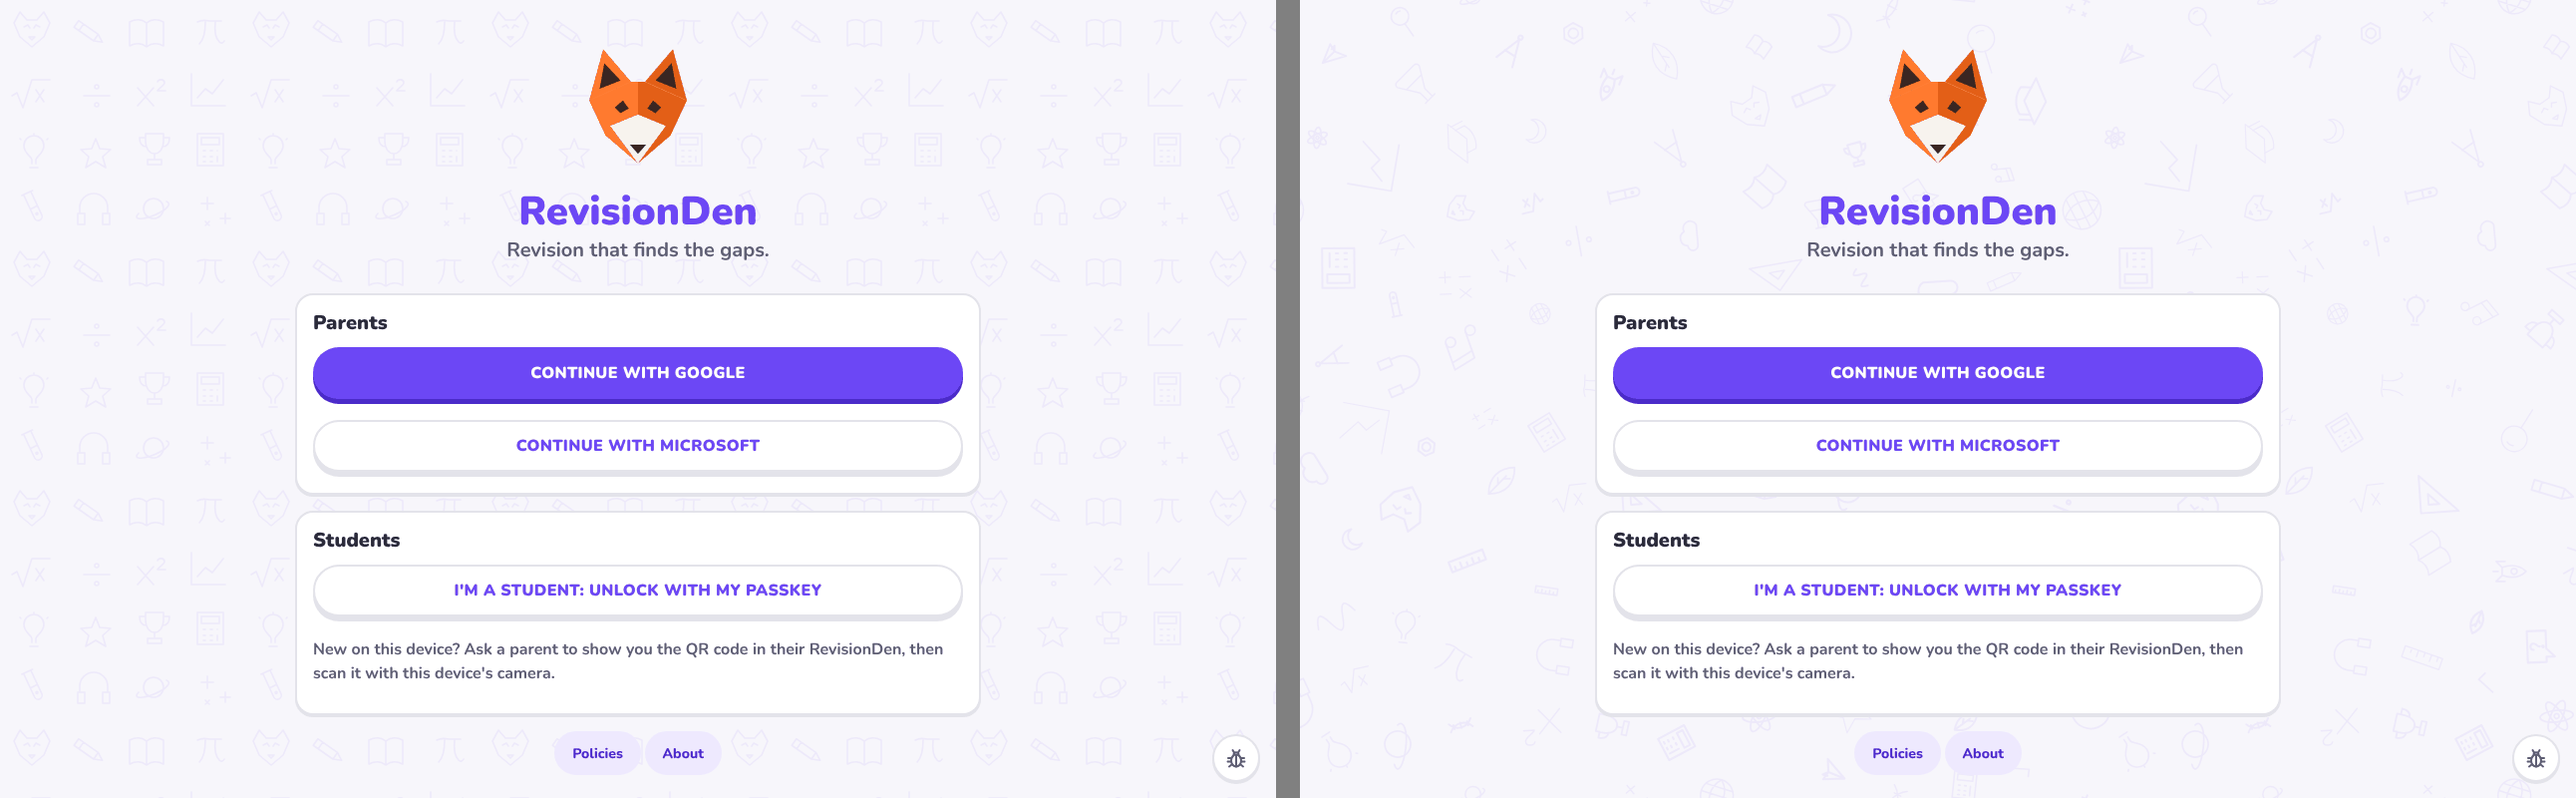 RevisionDen
Revision that finds the gaps.
Parents
CONTINUE WITH GOOGLE
CONTINUE WITH MICROSOFT
Students
I'M A STUDENT: UNLOCK WITH MY PASSKEY
New on this device? Ask a parent to show you the QR code in their RevisionDen, then
scan it with this device's camera.
Policies About
RevisionDen
Revision that finds the gaps.
Parents
CONTINUE WITH GOOGLE
CONTINUE WITH MICROSOFT
Students
I'M A STUDENT: UNLOCK WITH MY PASSKEY
New on this device? Ask a parent to show you the QR code in their RevisionDen, then
scan it with this device's camera.
Policies About